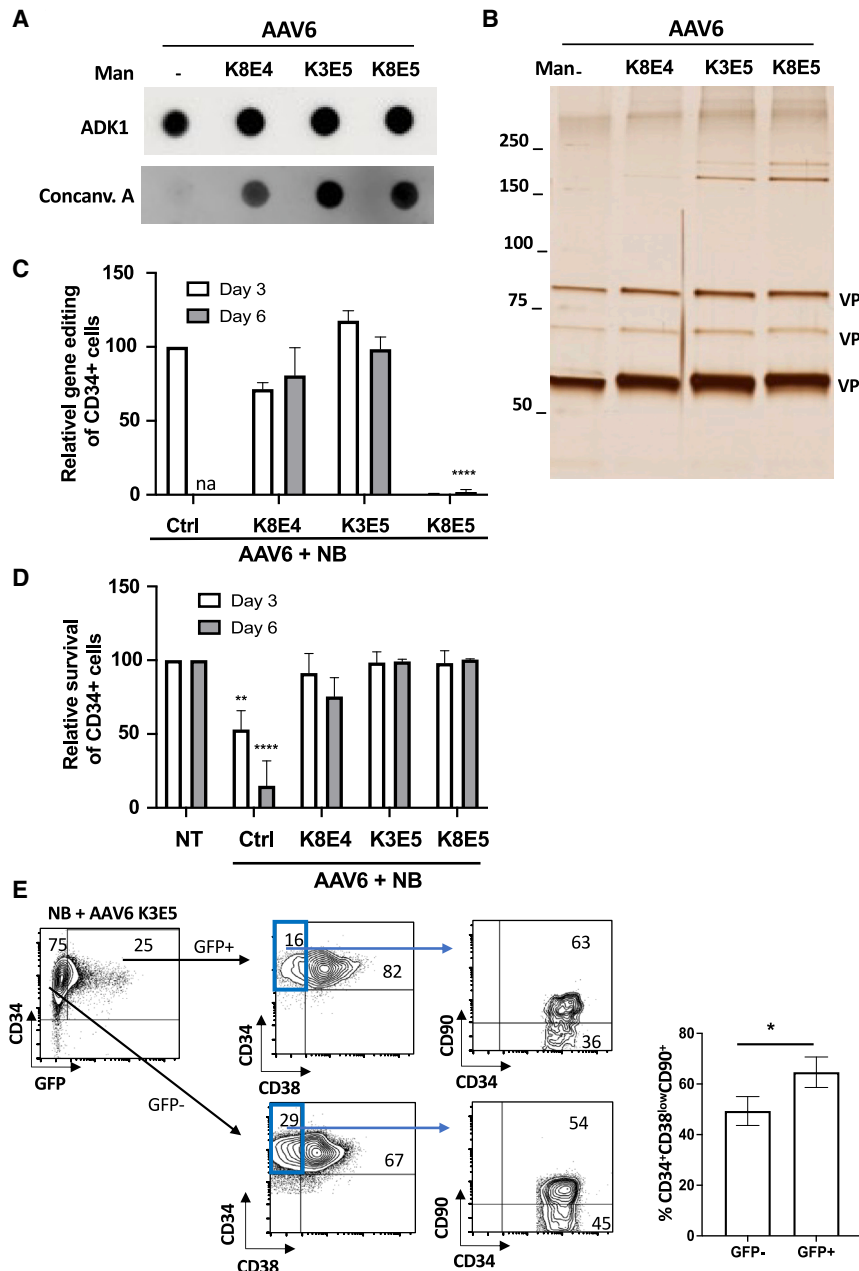 A
AAV6
Man - K8E4 K3E5 K8E5
ADK1
Concanv. A
B
AAV6
Man- K8E4 K3E5 K8E5
250 _
150 _
100 _
75 _
50 _
VP
VP
VP
C
Relativel gene editing
of CD34+ cells
150
100
50
0
Day 3
Day 6
na
****
Ctrl K8E4 K3E5 K8E5
AAV6 + NB
D
Relative survival
of CD34+ cells
150
100
50
0
Day 3
Day 6
**
****
NT Ctrl K8E4 K3E5 K8E5
AAV6 + NB
E
NB + AAV6 K3E5
75 25
CD34
GFP
GFP+
GFP-
16
82
CD34
CD38
63
36
CD90
CD34
29
67
CD34
CD38
54
45
CD90
CD34
% CD34+CD38lowCD90+
80
60
40
20
0
*
GFP- GFP+